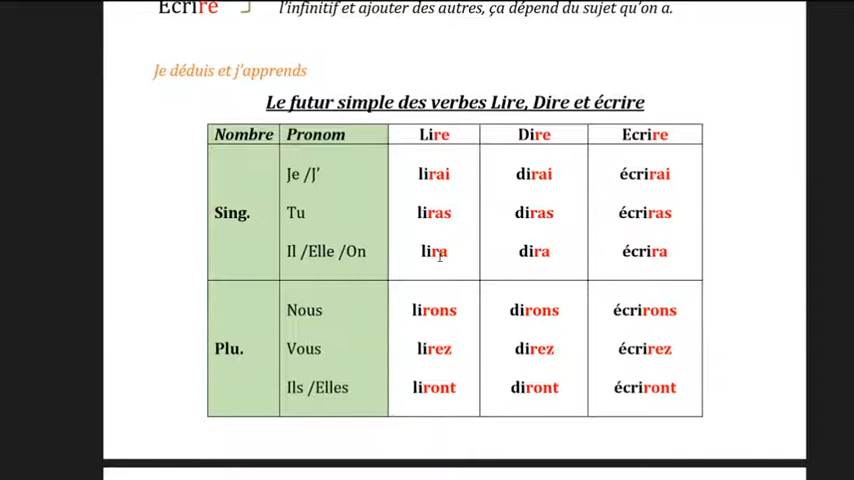 Ecrire l'infinitif et ajouter des autres, ça dépend du sujet qu'on a.
Je déduis et j'apprends
Le futur simple des verbes Lire, Dire et écrire
Nombre Pronom Lire Dire Ecrire
Je /J' lirai dirai écrirai
Sing. Tu liras diras écriras
Il /Elle /On lira dira écrira
Nous lirons dirons écrirons
Plu. Vous lirez direz écrirez
Ils /Elles liront diront écriront